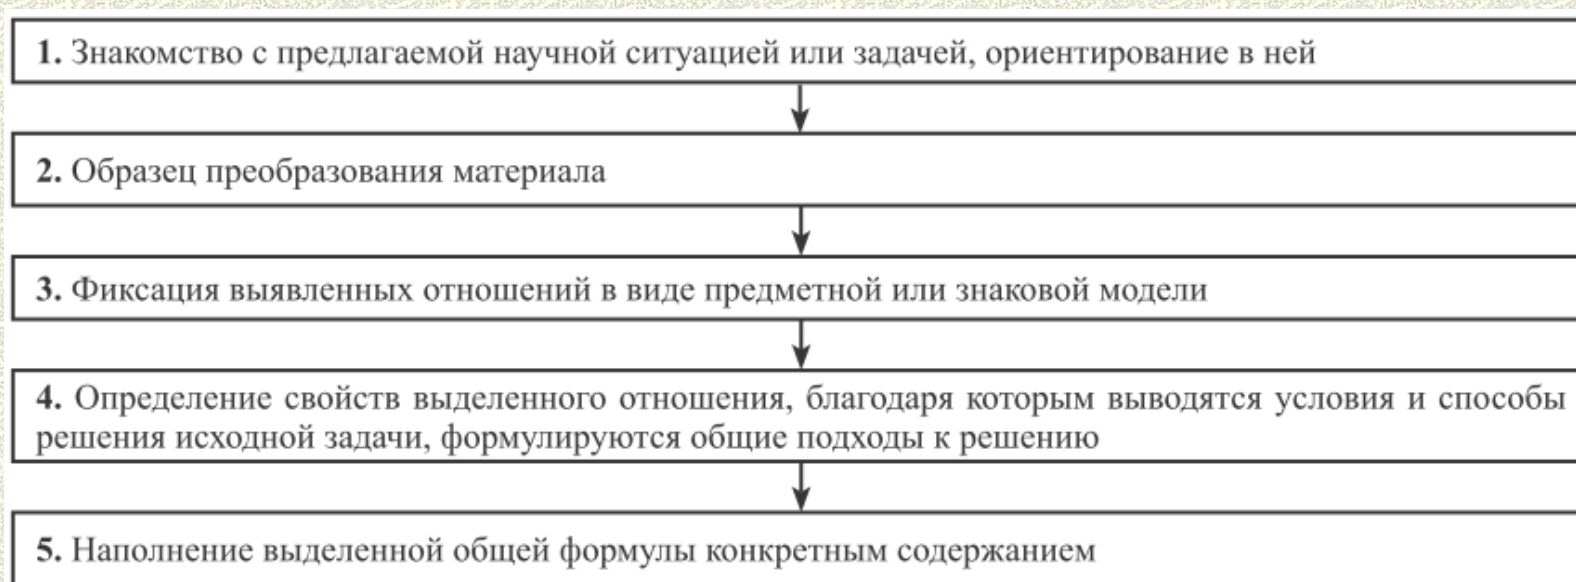 1. Знакомство с предлагаемой научной ситуацией или задачей, ориентирование в ней
2. Образец преобразования материала
3. Фиксация выявленных отношений в виде предметной или знаковой модели
4. Определение свойств выделенного отношения, благодаря которым выводятся условия и способы
решения исходной задачи, формулируются общие подходы к решению
5. Наполнение выделенной общей формулы конкретным содержанием